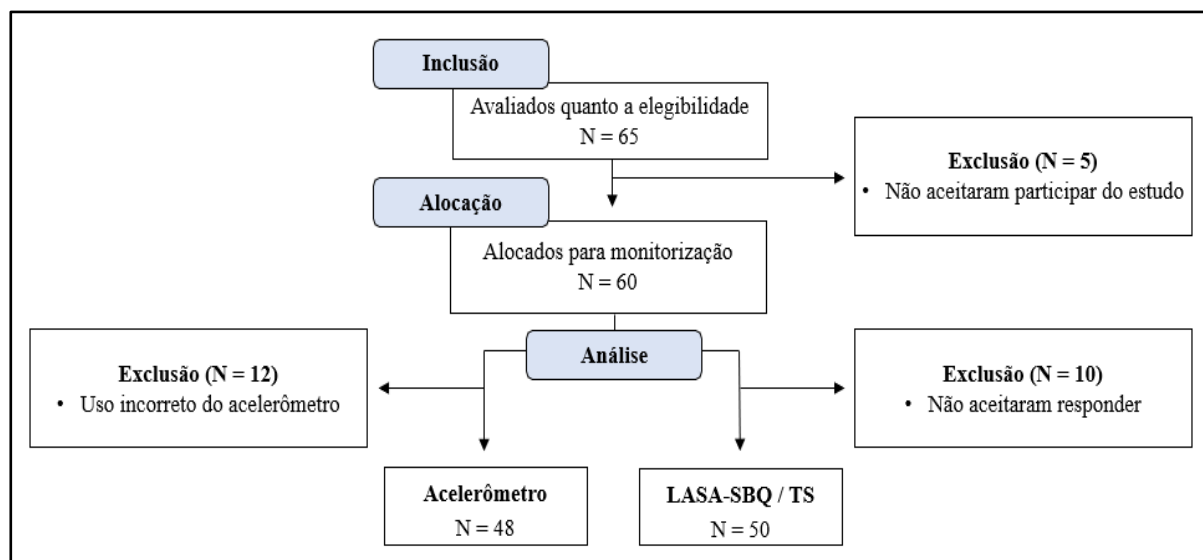 Inclusão
Avaliados quanto a elegibilidade
N = 65
Exclusão (N = 5)
• Não aceitaram participar do estudo
Alocação
Alocados para monitorização
N = 60
Análise
Exclusão (N = 12)
• Uso incorreto do acelerômetro
Exclusão (N = 10)
• Não aceitaram responder
Acelerômetro
N = 48
LASA-SBQ / TS
N = 50